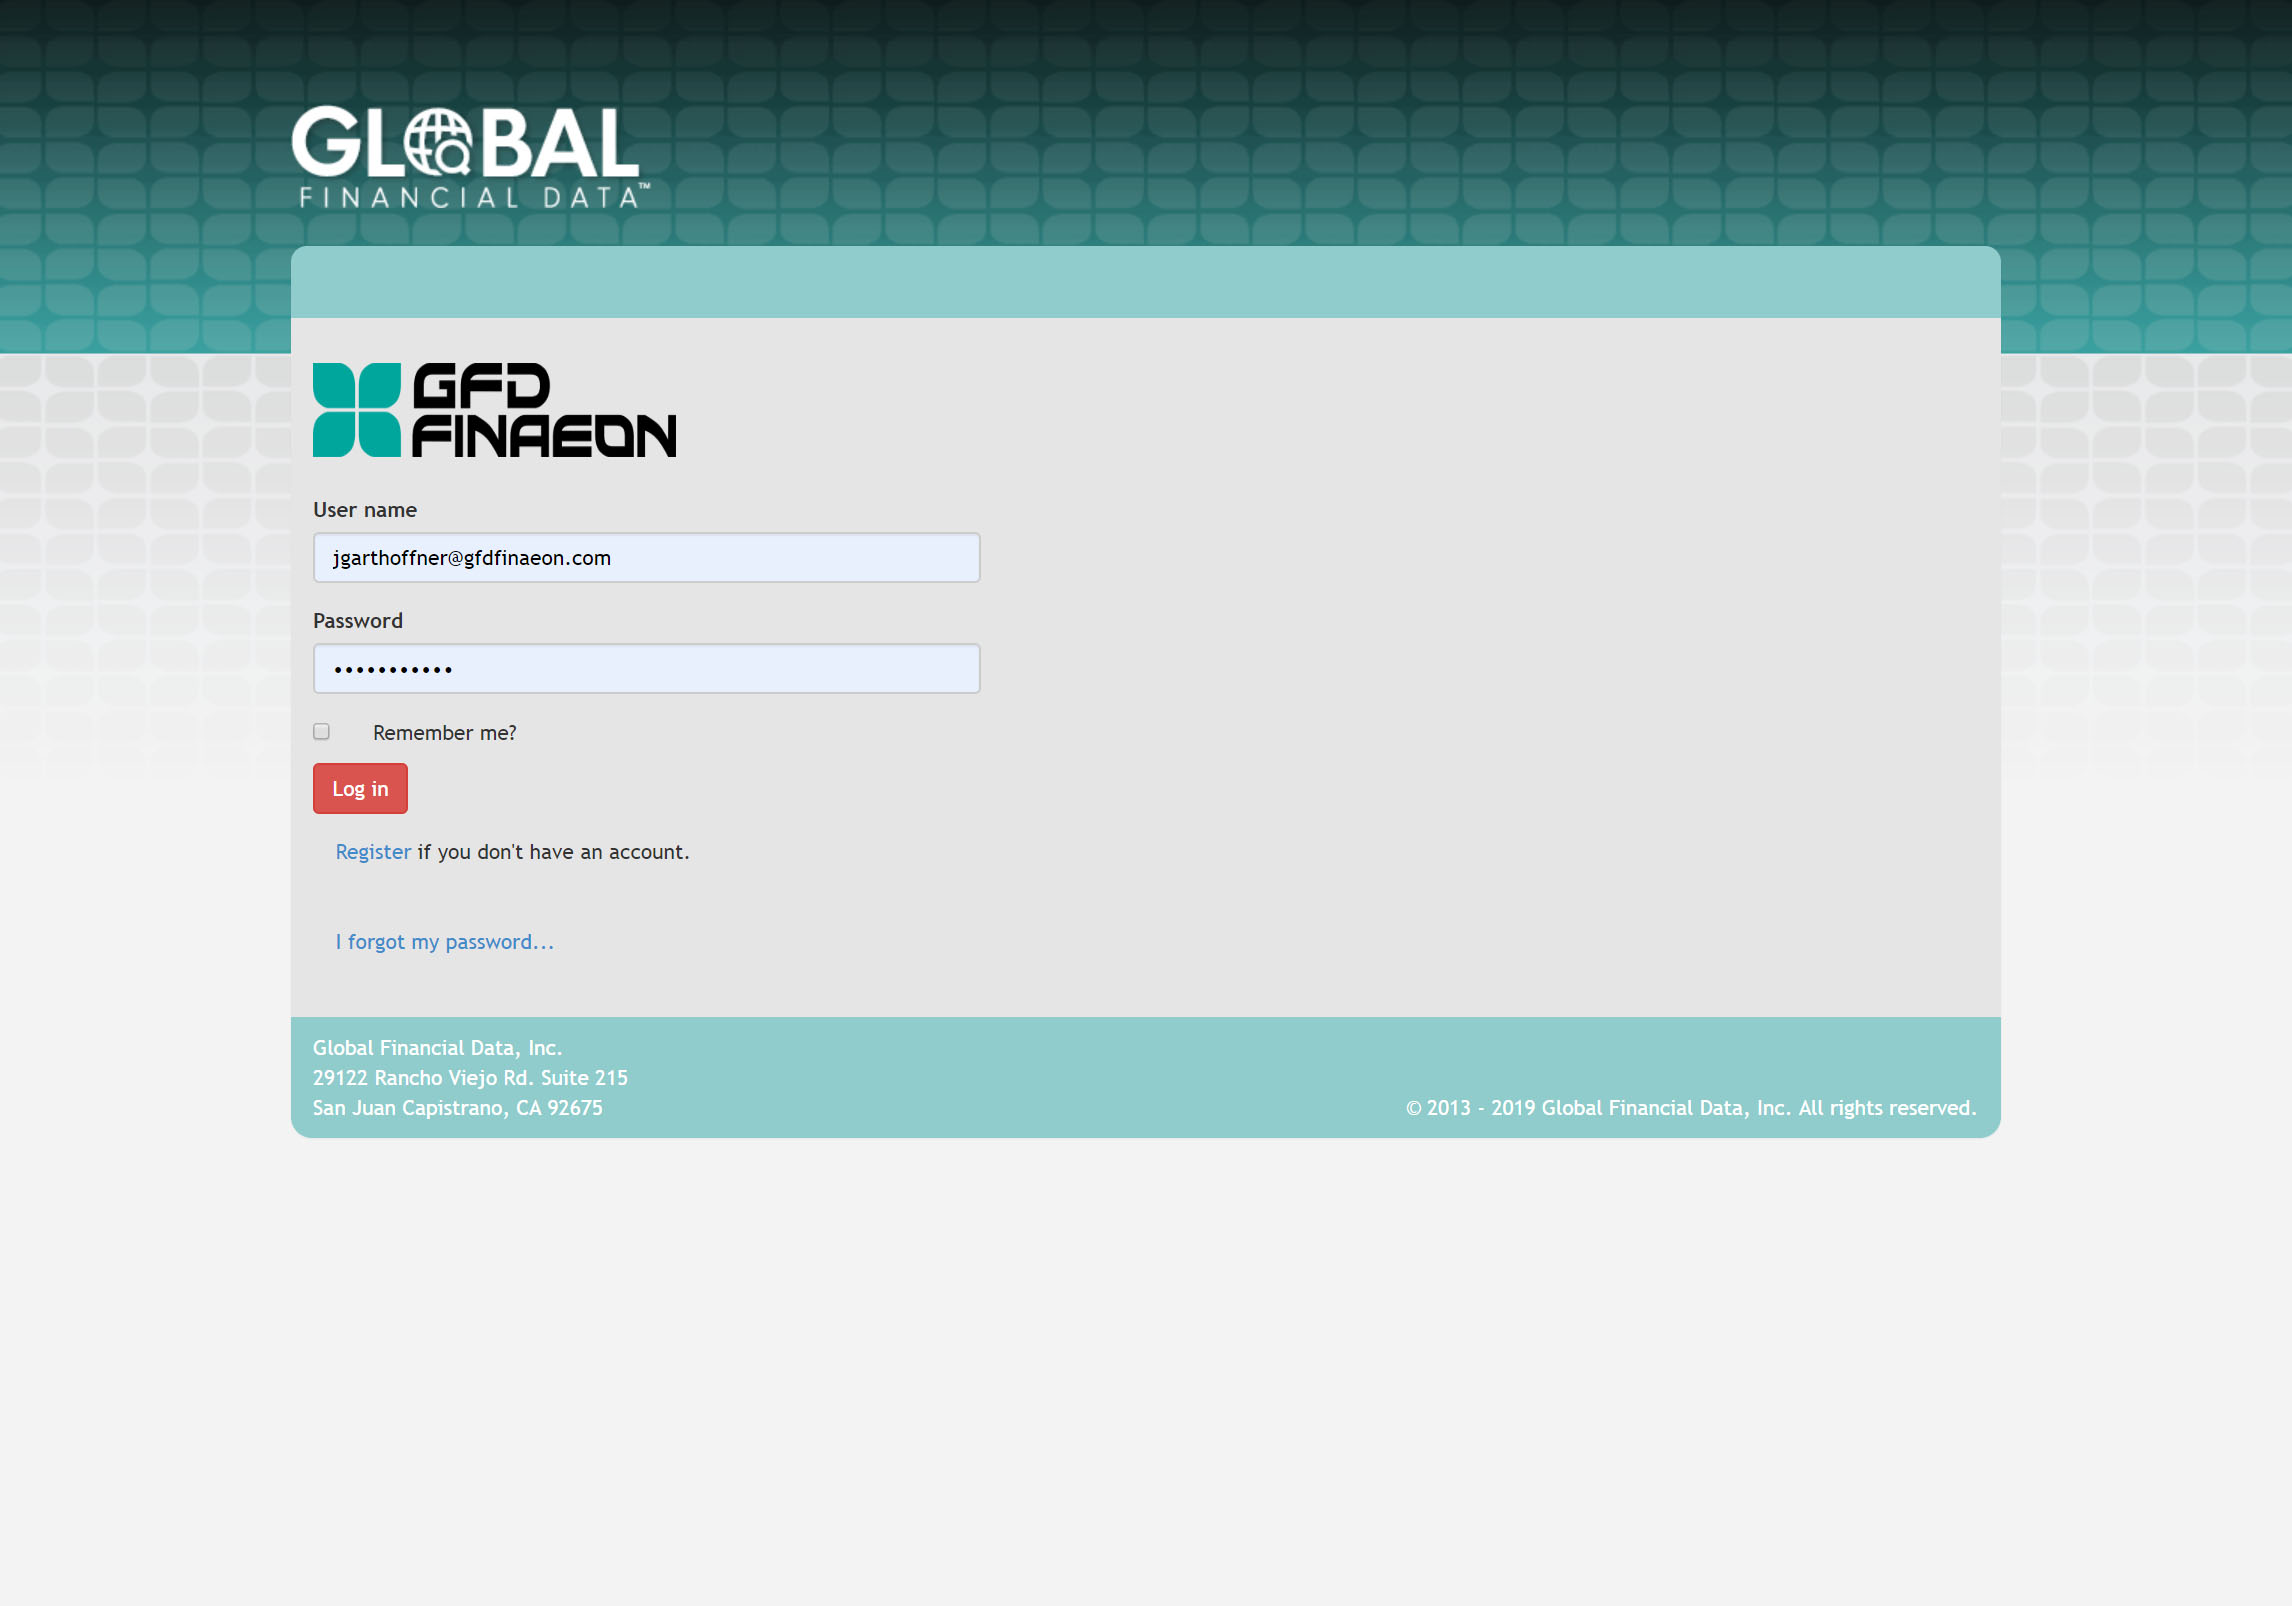 GLOBAL
FINANCIAL DATA™
GFD
FINAEON
User name
jgarthoffner@gfdfinaeon.com
Password
•••••••••••
Remember me?
Log in
Register if you don't have an account.
I forgot my password...
Global Financial Data, Inc.
29122 Rancho Viejo Rd. Suite 215
San Juan Capistrano, CA 92675
© 2013 - 2019 Global Financial Data, Inc. All rights reserved.